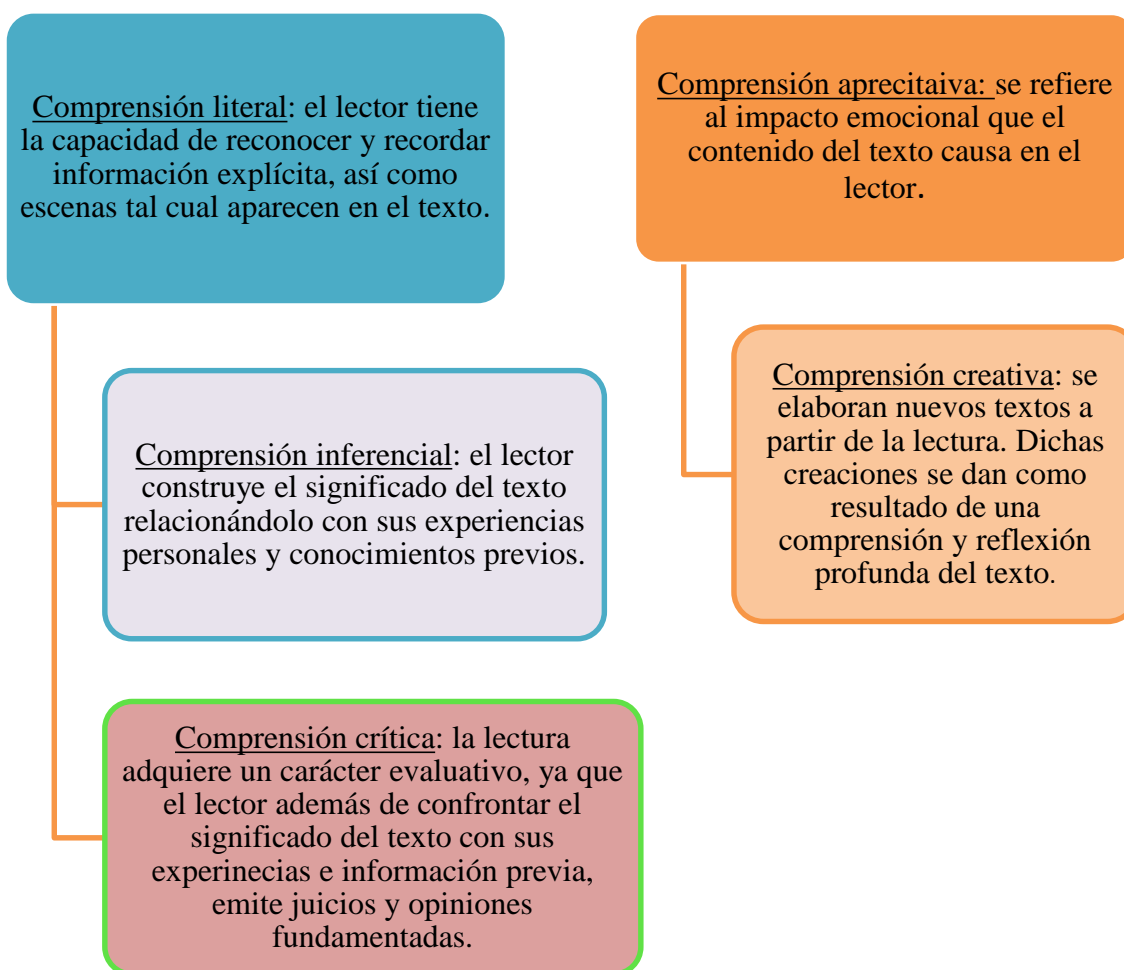 Comprensión literal: el lector tiene
la capacidad de reconocer y recordar
información explícita, así como
escenas tal cual aparecen en el texto.
Comprensión inferencial: el lector
construye el significado del texto
relacionándolo con sus experiencias
personales y conocimientos previos.
Comprensión crítica: la lectura
adquiere un carácter evaluativo, ya que
el lector además de confrontar el
significado del texto con sus
experinecias e información previa,
emite juicios y opiniones
fundamentadas.
Comprensión aprecitaiva: se refiere
al impacto emocional que el
contenido del texto causa en el
lector.
Comprensión creativa: se
elaboran nuevos textos a
partir de la lectura. Dichas
creaciones se dan como
resultado de una
comprensión y reflexión
profunda del texto.